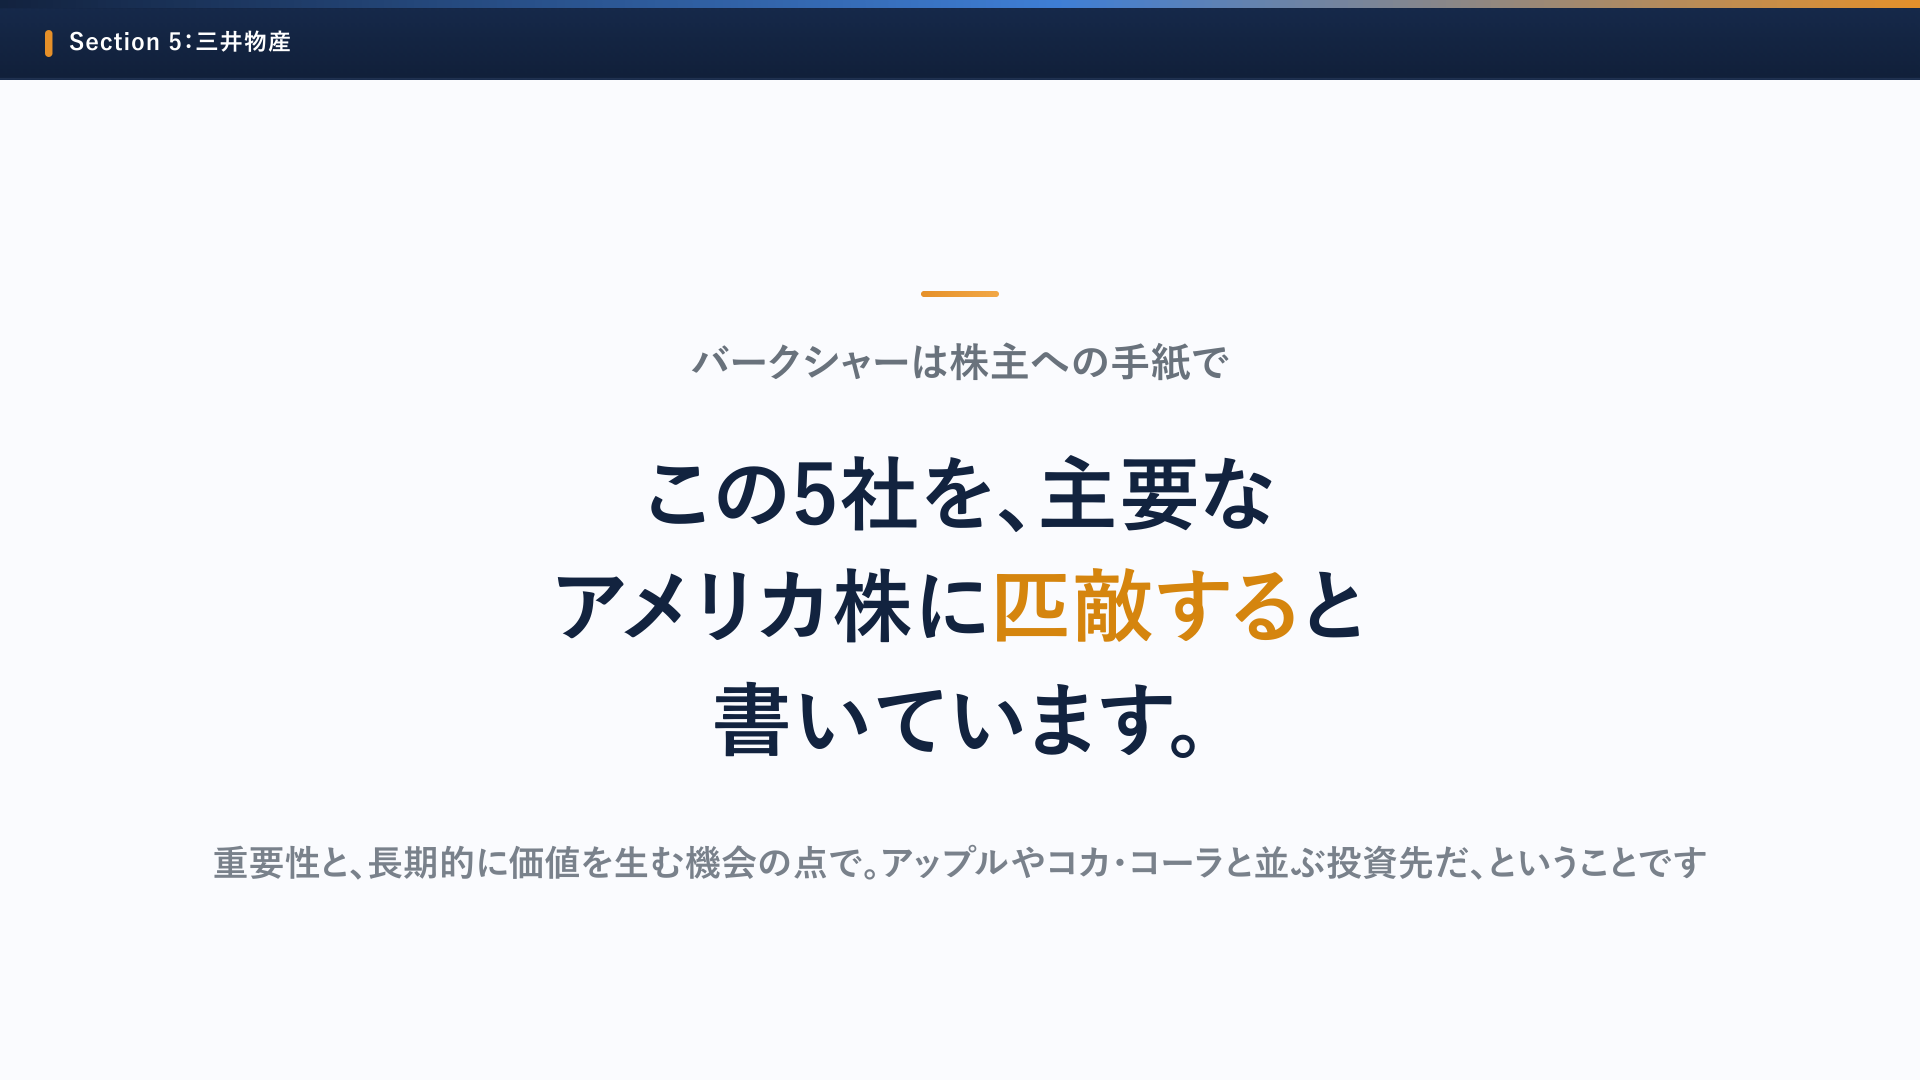 Section 5：三井物産
バークシャーは株主への手紙で
この5社を、主要な
アメリカ株に匹敵すると
書いています。
重要性と、長期的に価値を生む機会の点で。アップルやコカ・コーラと並ぶ投資先だ、ということです